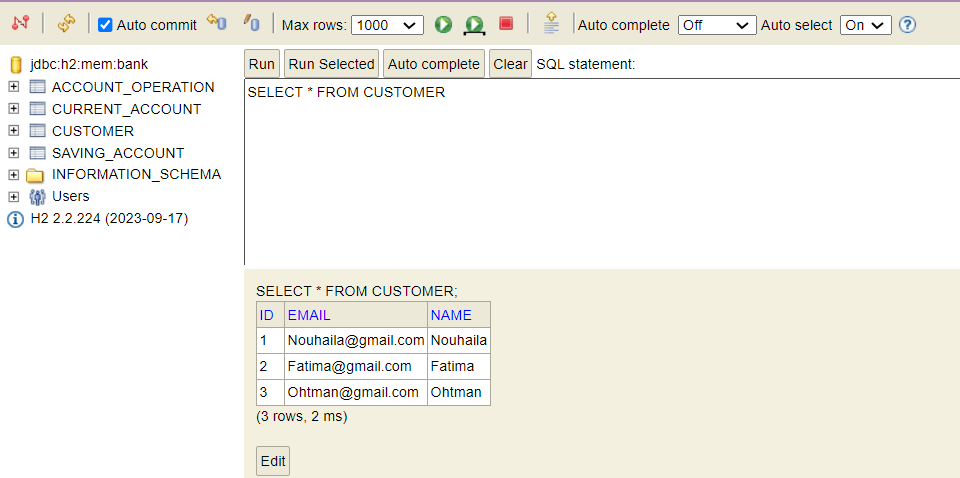 Auto commit Max rows: 1000 Auto complete Off Auto select On ?
jdbc:h2:mem:bank
ACCOUNT_OPERATION
CURRENT_ACCOUNT
CUSTOMER
SAVING_ACCOUNT
INFORMATION_SCHEMA
Users
H2 2.2.224 (2023-09-17)
Run Run Selected Auto complete Clear SQL statement:
SELECT * FROM CUSTOMER
SELECT * FROM CUSTOMER;
ID EMAIL NAME
1 Nouhaila@gmail.com Nouhaila
2 Fatima@gmail.com Fatima
3 Ohtman@gmail.com Ohtman
(3 rows, 2 ms)
Edit